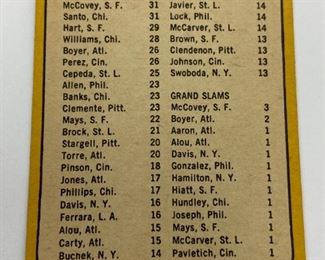 McCovey, S. F. 31
Santo, Chi. 31
Hart, S. F. 29
Williams, Chi. 28
Boyer, Atl. 26
Perez, Cin. 26
Cepeda, St. L. 25
Allen, Phil. 23
Banks, Chi. 23
Clemente, Pitt. 23
Mays, S. F. 22
Brock, St. L. 21
Stargell, Pitt. 20
Torre, Atl. 20
Pinson, Cin. 18
Jones, Atl. 17
Phillips, Chi. 17
Davis, N. Y. 16
Ferrara, L. A. 16
Alou, Atl. 15
Carty, Atl. 15
Buchek, N. Y. 14
Javier, St. L. 14
Lock, Phil. 14
McCarver, St. L. 14
Brown, S. F. 13
Clendenon, Pitt. 13
Johnson, Cin. 13
Swoboda, N. Y. 13
GRAND SLAMS
McCovey, S. F. 3
Boyer, Atl. 2
Aaron, Atl. 1
Alou, Atl. 1
Davis, N. Y. 1
Gonzalez, Phil. 1
Hamilton, N. Y. 1
Hiatt, S. F. 1
Hundley, Chi. 1
Joseph, Phil. 1
Mays, S. F. 1
McCarver, St. L. 1
Pavletich, Cin. 1